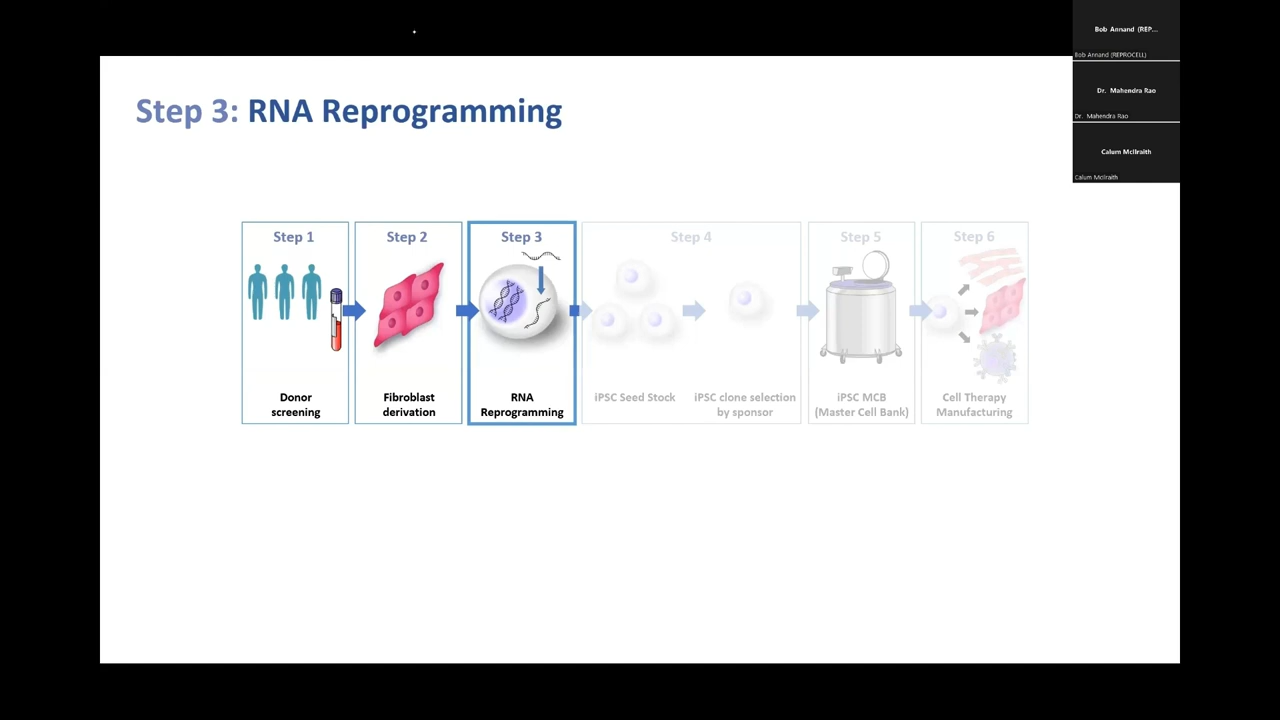 Bob Annand (REP...
Bob Annand (REPROCELL)
Dr. Mahendra Rao
Dr. Mahendra Rao
Calum McIlraith
Calum McIlraith
Step 3: RNA Reprogramming
Step 1
Donor
screening
Step 2
Fibroblast
derivation
Step 3
RNA
Reprogramming
Step 4
iPSC Seed Stock
iPSC clone selection
by sponsor
Step 5
iPSC MCB
(Master Cell Bank)
Step 6
Cell Therapy
Manufacturing